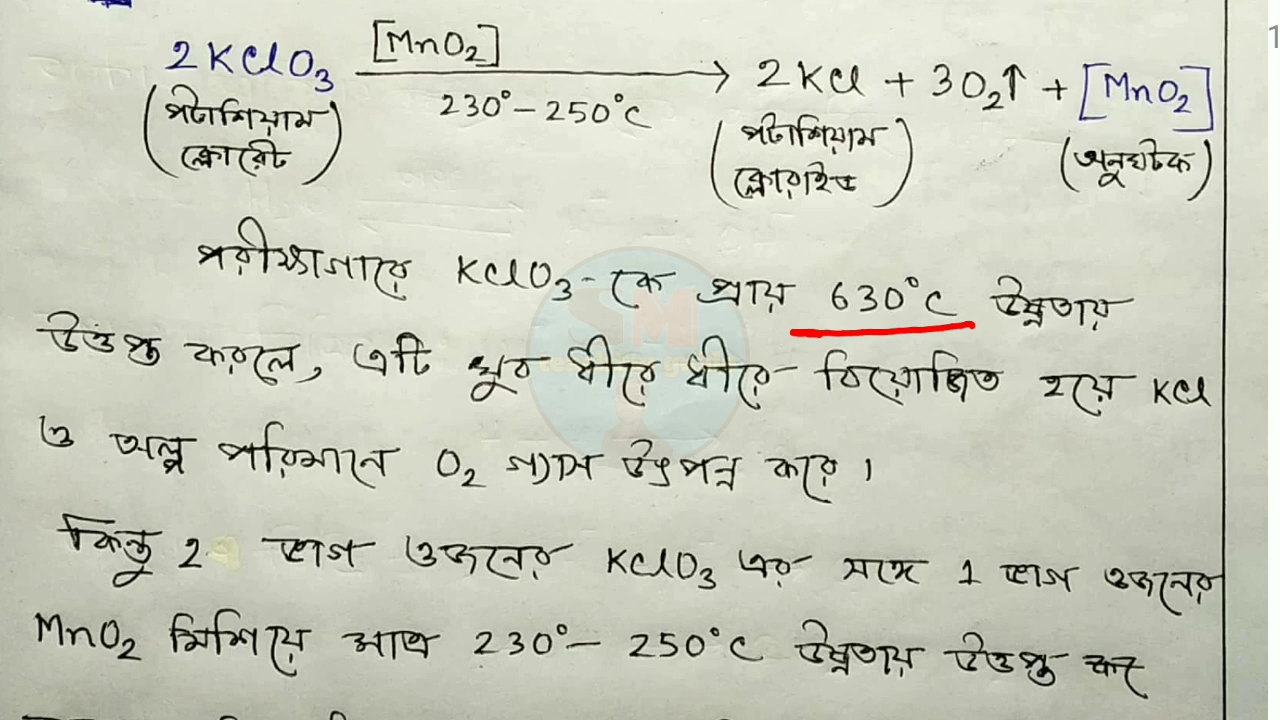 [MnO₂]
2KClO₃ → 2KCl + 3O₂↑ + [MnO₂]
230° – 250°C
(পটাশিয়াম ক্লোরেট) (পটাশিয়াম ক্লোরাইড) (অনুঘটক)
পরীক্ষাগারে KClO₃-কে প্রায় 630°C উষ্ণতায়
উত্তপ্ত করলে, এটি খুব ধীরে ধীরে বিয়োজিত হয়ে KCl
ও অল্প পরিমানে O₂ গ্যাস উৎপন্ন করে।
কিন্তু 2 ভাগ ওজনের KClO₃ এর সঙ্গে 1 ভাগ ওজনের
MnO₂ মিশিয়ে মাত্র 230° – 250°C উষ্ণতায় উত্তপ্ত
SM
1